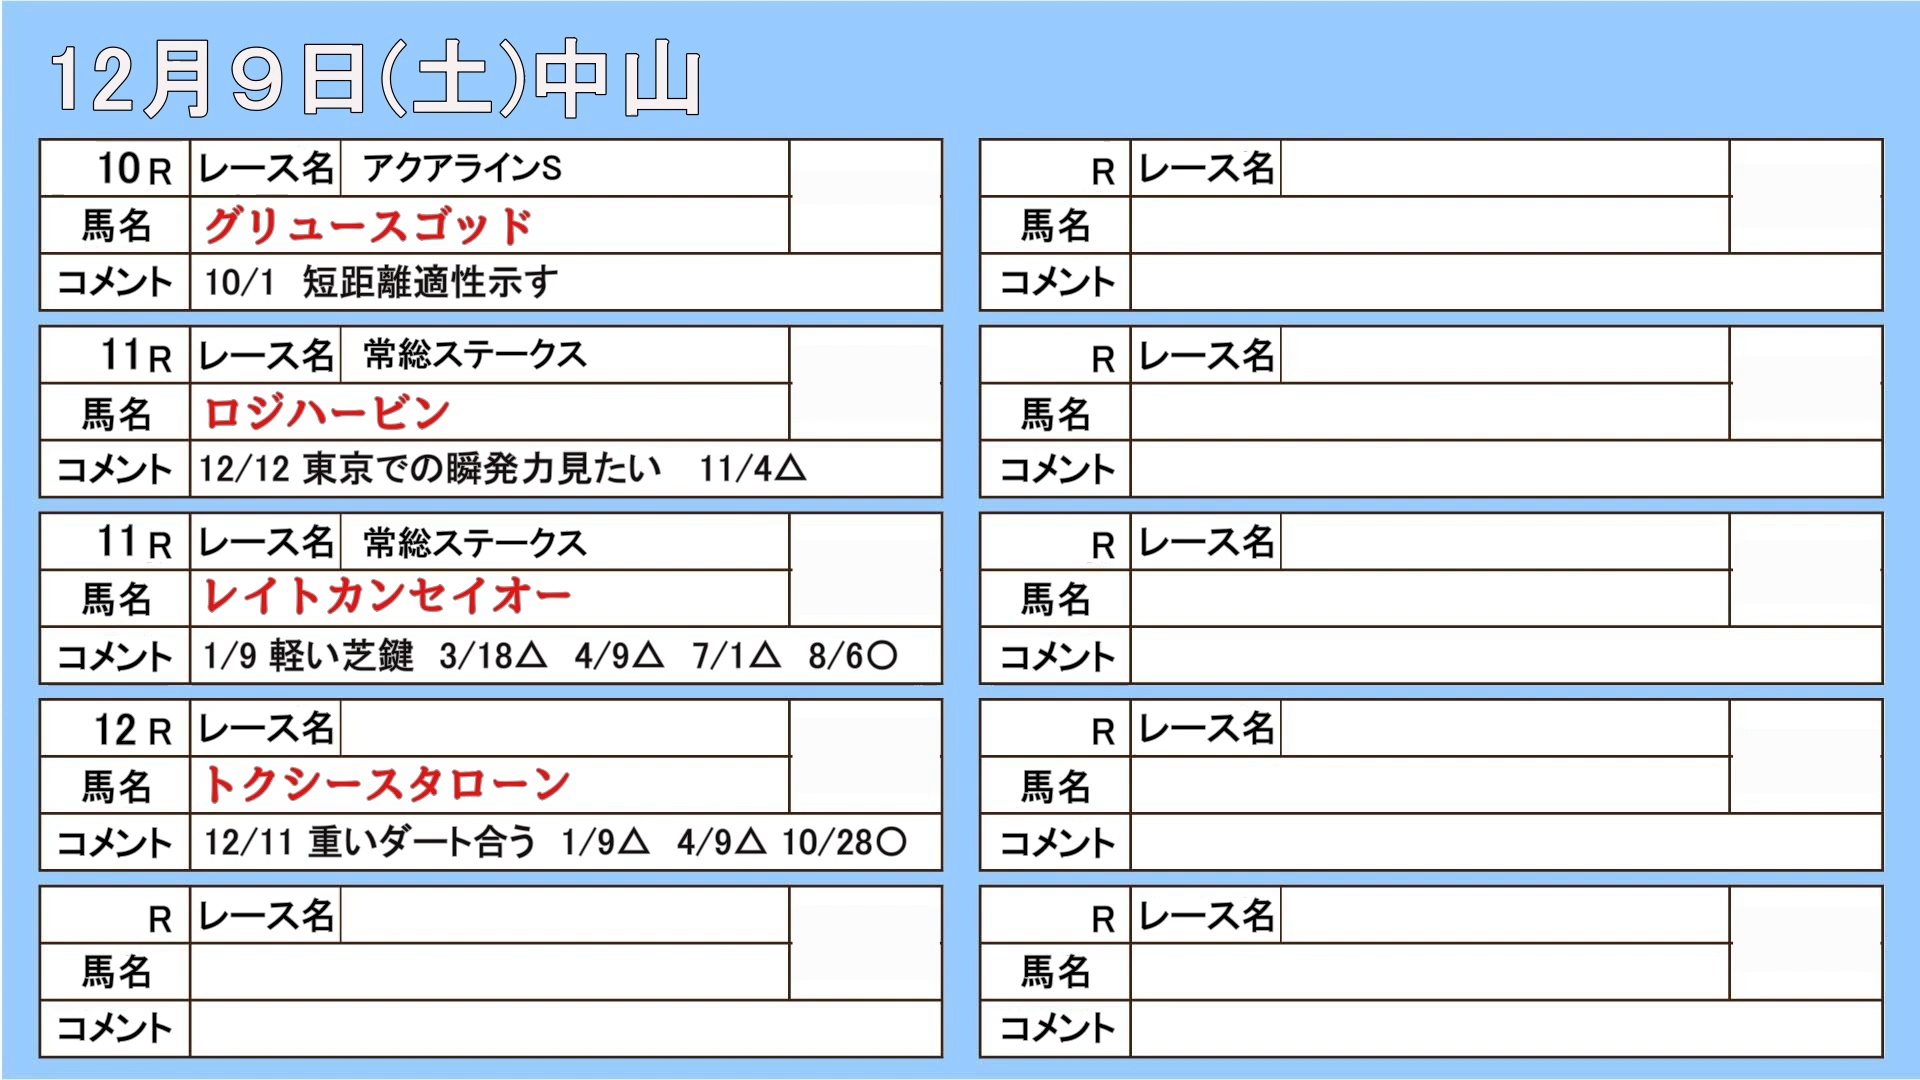 12月9日(土)中山
10 R レース名 アクアラインS
馬名 グリュースゴッド
コメント 10/1 短距離適性示す
11 R レース名 常総ステークス
馬名 ロジハービン
コメント 12/12 東京での瞬発力見たい 11/4△
11 R レース名 常総ステークス
馬名 レイトカンセイオー
コメント 1/9 軽い芝鍵 3/18△ 4/9△ 7/1△ 8/6○
12 R レース名
馬名 トクシースタローン
コメント 12/11 重いダート合う 1/9△ 4/9△ 10/28○
R レース名
馬名
コメント
R レース名
馬名
コメント
R レース名
馬名
コメント
R レース名
馬名
コメント
R レース名
馬名
コメント
R レース名
馬名
コメント